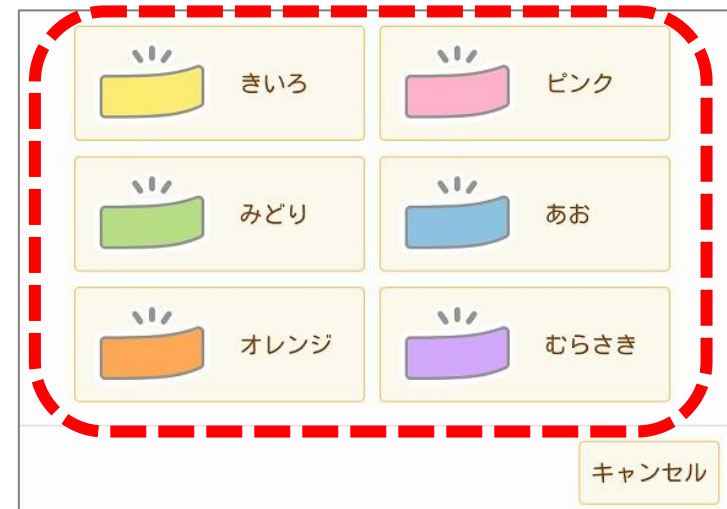 きいろ
ピンク
みどり
あお
オレンジ
むらさき
キャンセル